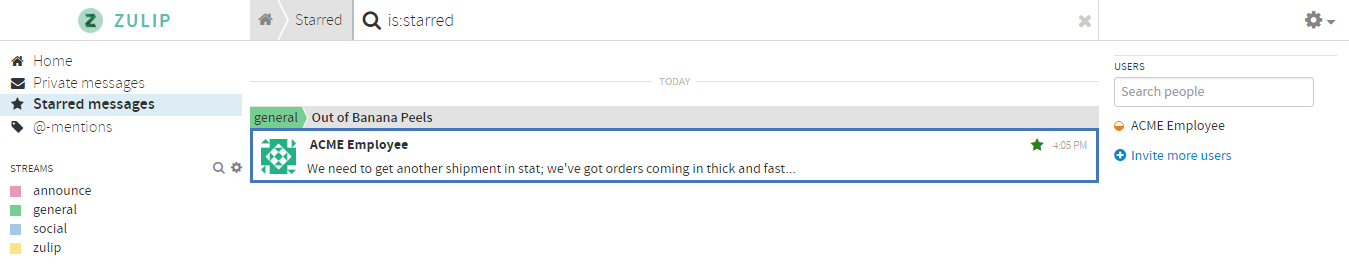 Z ZULIP
Starred
is:starred
Home
Private messages
Starred messages
@-mentions
STREAMS
announce
general
social
zulip
TODAY
general Out of Banana Peels
ACME Employee 4:05 PM
We need to get another shipment in stat; we've got orders coming in thick and fast...
USERS
Search people
ACME Employee
Invite more users